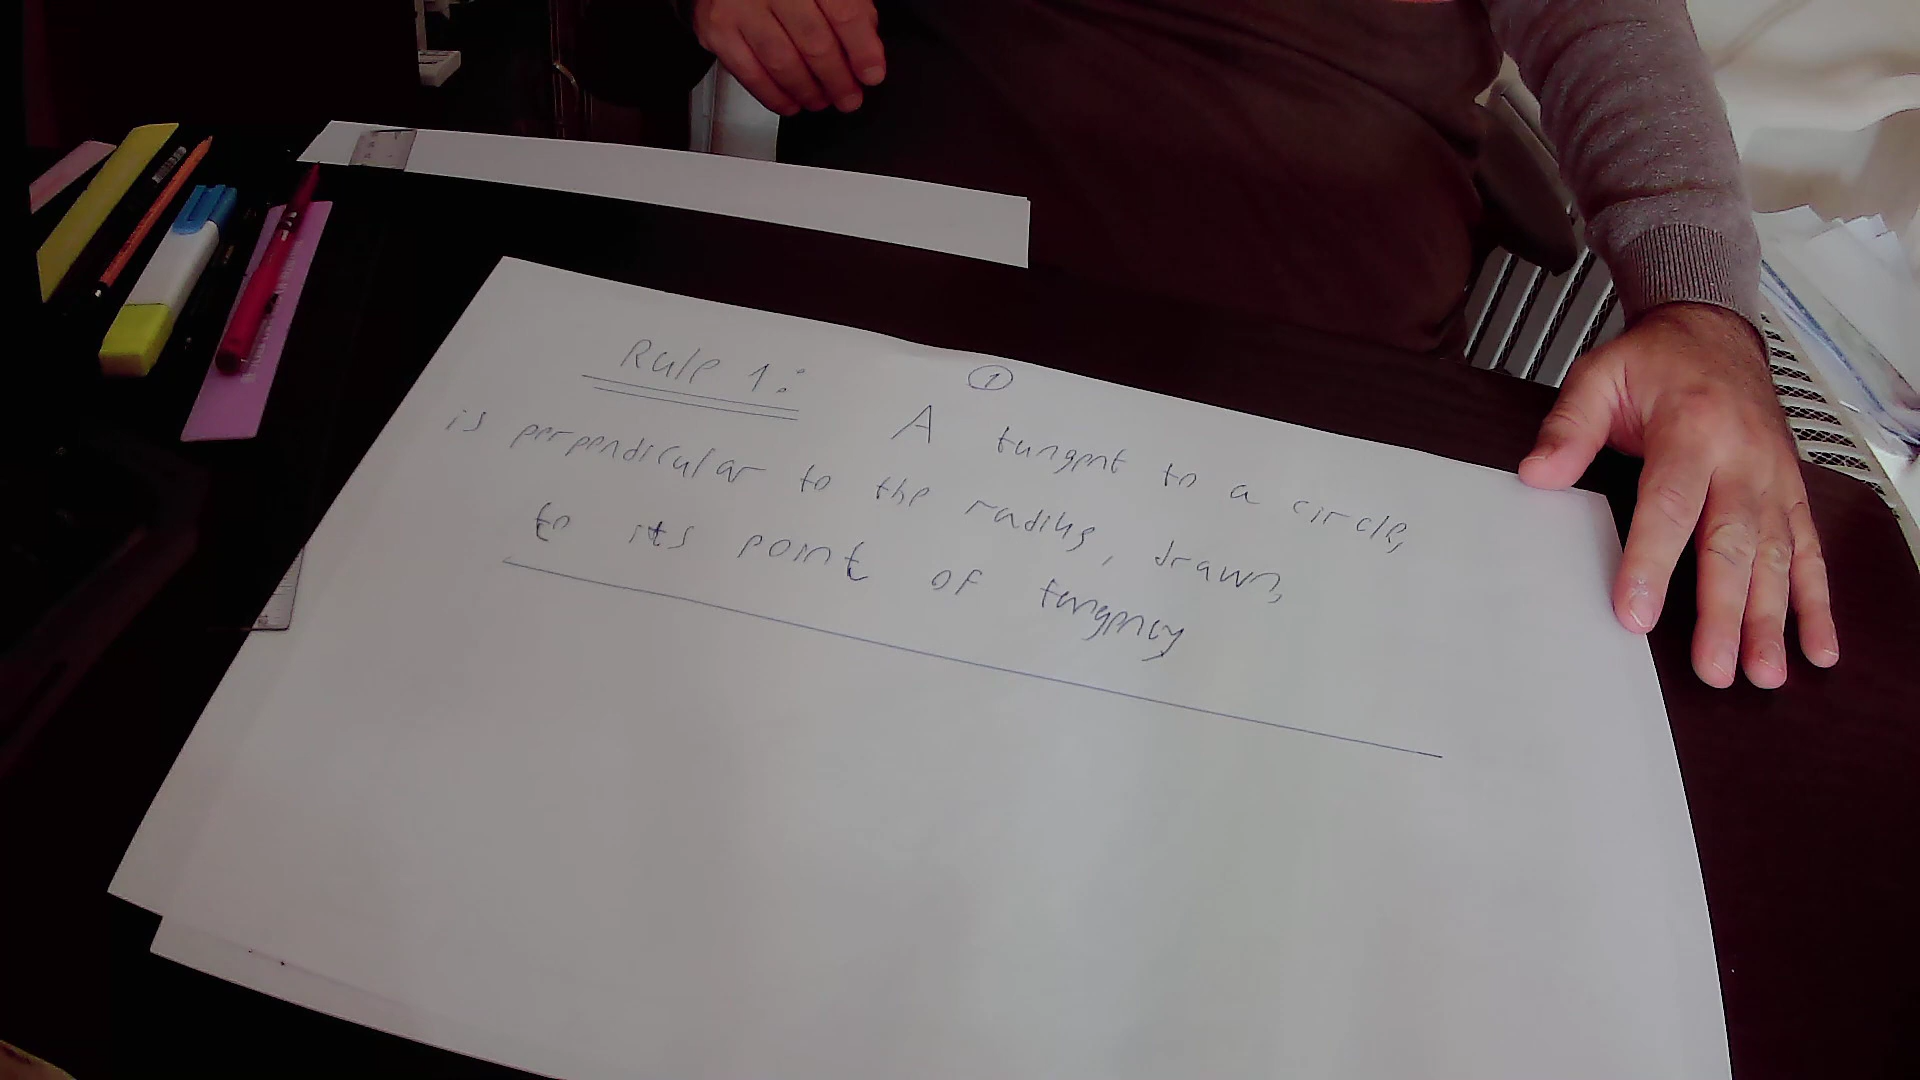 ①
Rule 1: A tangent to a circle,
is perpendicular to the radius, drawn,
to its point of tangency